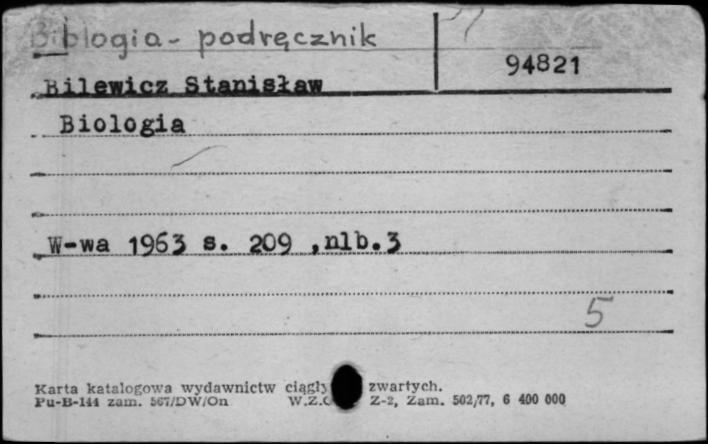 Biologia - podręcznik
94821
Bilewicz Stanisław
Biologia
W-wa 1963 s. 209 ,nlb.3
5
Karta katalogowa wydawnictw zwartych.
Pu-B-144 zam. 567/DW/On Z-2, Zam. 502/77, 6 400 000